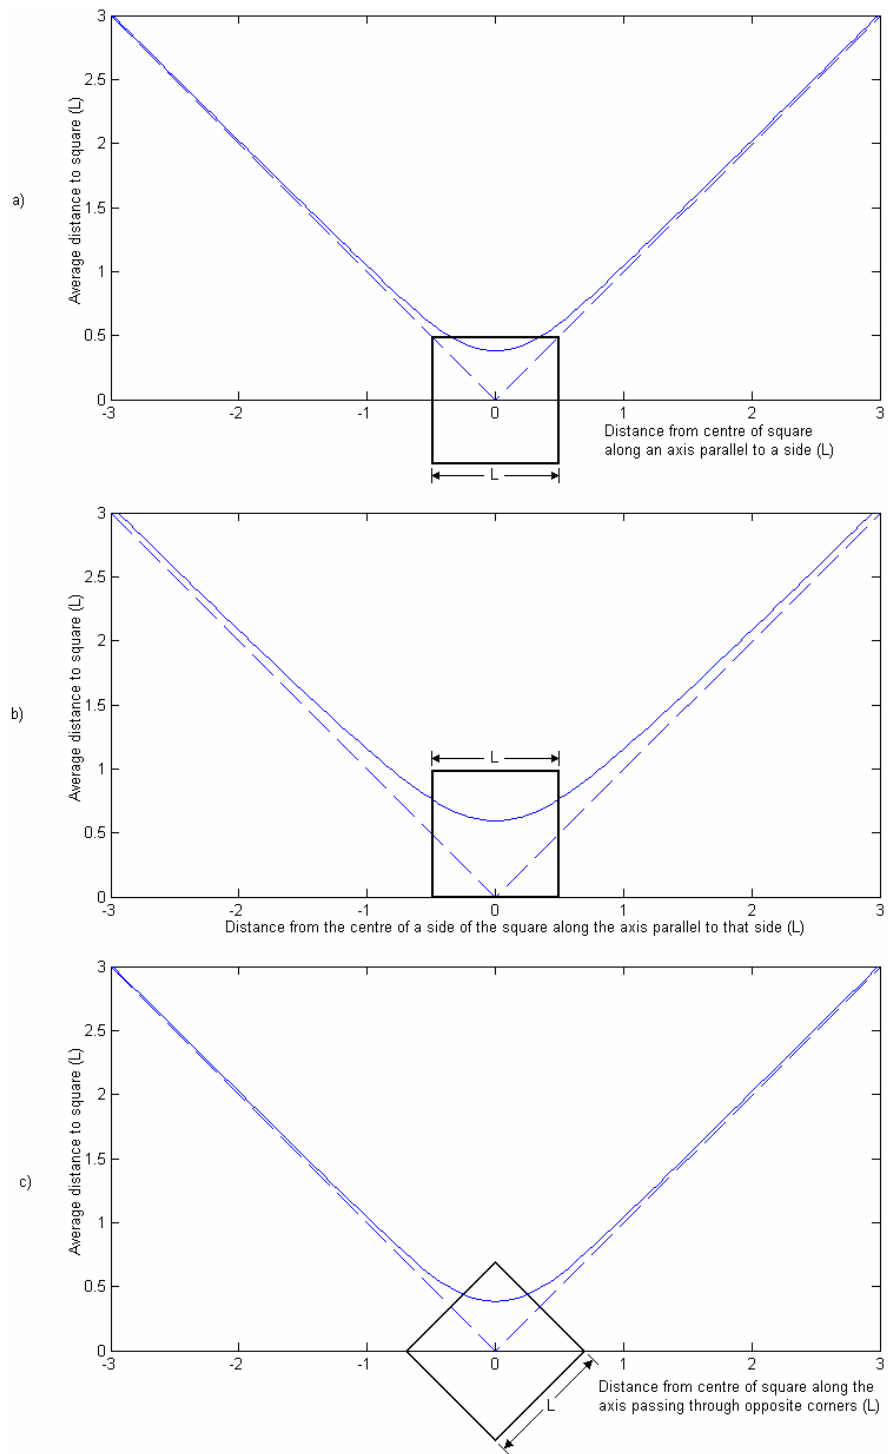 a)
Average distance to square (L)
3
2.5
2
1.5
1
0.5
0
-3 -2 -1 0 1 2 3
Distance from centre of square
along an axis parallel to a side (L)
L
b)
Average distance to square (L)
3
2.5
2
1.5
1
0.5
0
L
-3 -2 -1 0 1 2 3
Distance from the centre of a side of the square along the axis parallel to that side (L)
c)
Average distance to square (L)
3
2.5
2
1.5
1
0.5
0
-3 -2 -1 0 1 2 3
L
Distance from centre of square along the
axis passing through opposite corners (L)